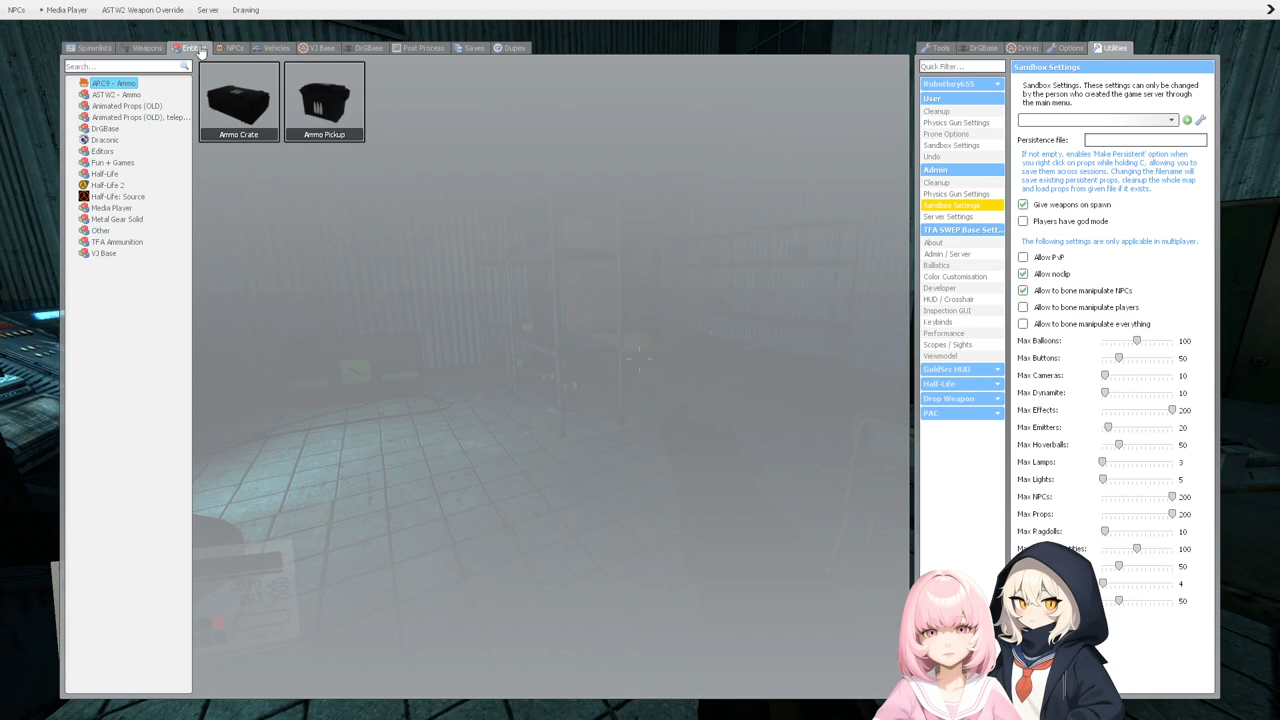 NPCs Media Player ASTW2 Weapon Override Server Drawing
Spawnlists Weapons NPCs Vehicles VJ Base DrGBase Post Process Saves Dupes
Search...
ARC9 - Ammo
ASTW2 - Ammo
Animated Props (OLD)
Animated Props (OLD), telep...
DrGBase
Draconic
Editors
Fun + Games
Half-Life
Half-Life 2
Half-Life: Source
Media Player
Metal Gear Solid
Other
TFA Ammunition
VJ Base
Ammo Crate
Ammo Pickup
Tools DrGBase Options Utilities
Quick Filter...
Robotboy655
User
Cleanup
Physics Gun Settings
Prone Options
Sandbox Settings
Undo
Admin
Cleanup
Physics Gun Settings
Sandbox Settings
Server Settings
TFA SWEP Base Sett...
About
Admin / Server
Ballistics
Color Customisation
Developer
HUD / Crosshair
Inspection GUI
Keybinds
Performance
Scopes / Sights
Viewmodel
GoldSrc HUD
Half-Life
Drop Weapon
PAC
Sandbox Settings
Sandbox Settings. These settings can only be changed
by the person who created the game server through
the main menu.
Persistence file:
If not empty, enables 'Make Persistent' option when
you right click on props while holding C, allowing you to
save them across sessions. Changing the filename will
save existing persistent props, cleanup the whole map
and load props from given file if it exists.
Give weapons on spawn
Players have god mode
The following settings are only applicable in multiplayer.
Allow PvP
Allow noclip
Allow to bone manipulate NPCs
Allow to bone manipulate players
Allow to bone manipulate everything
Max Balloons: 100
Max Buttons: 50
Max Cameras: 10
Max Dynamite: 10
Max Effects: 200
Max Emitters: 20
Max Hoverballs: 50
Max Lamps: 3
Max Lights: 5
Max NPCs: 200
Max Props: 200
Max Ragdolls: 10
100
50
4
50